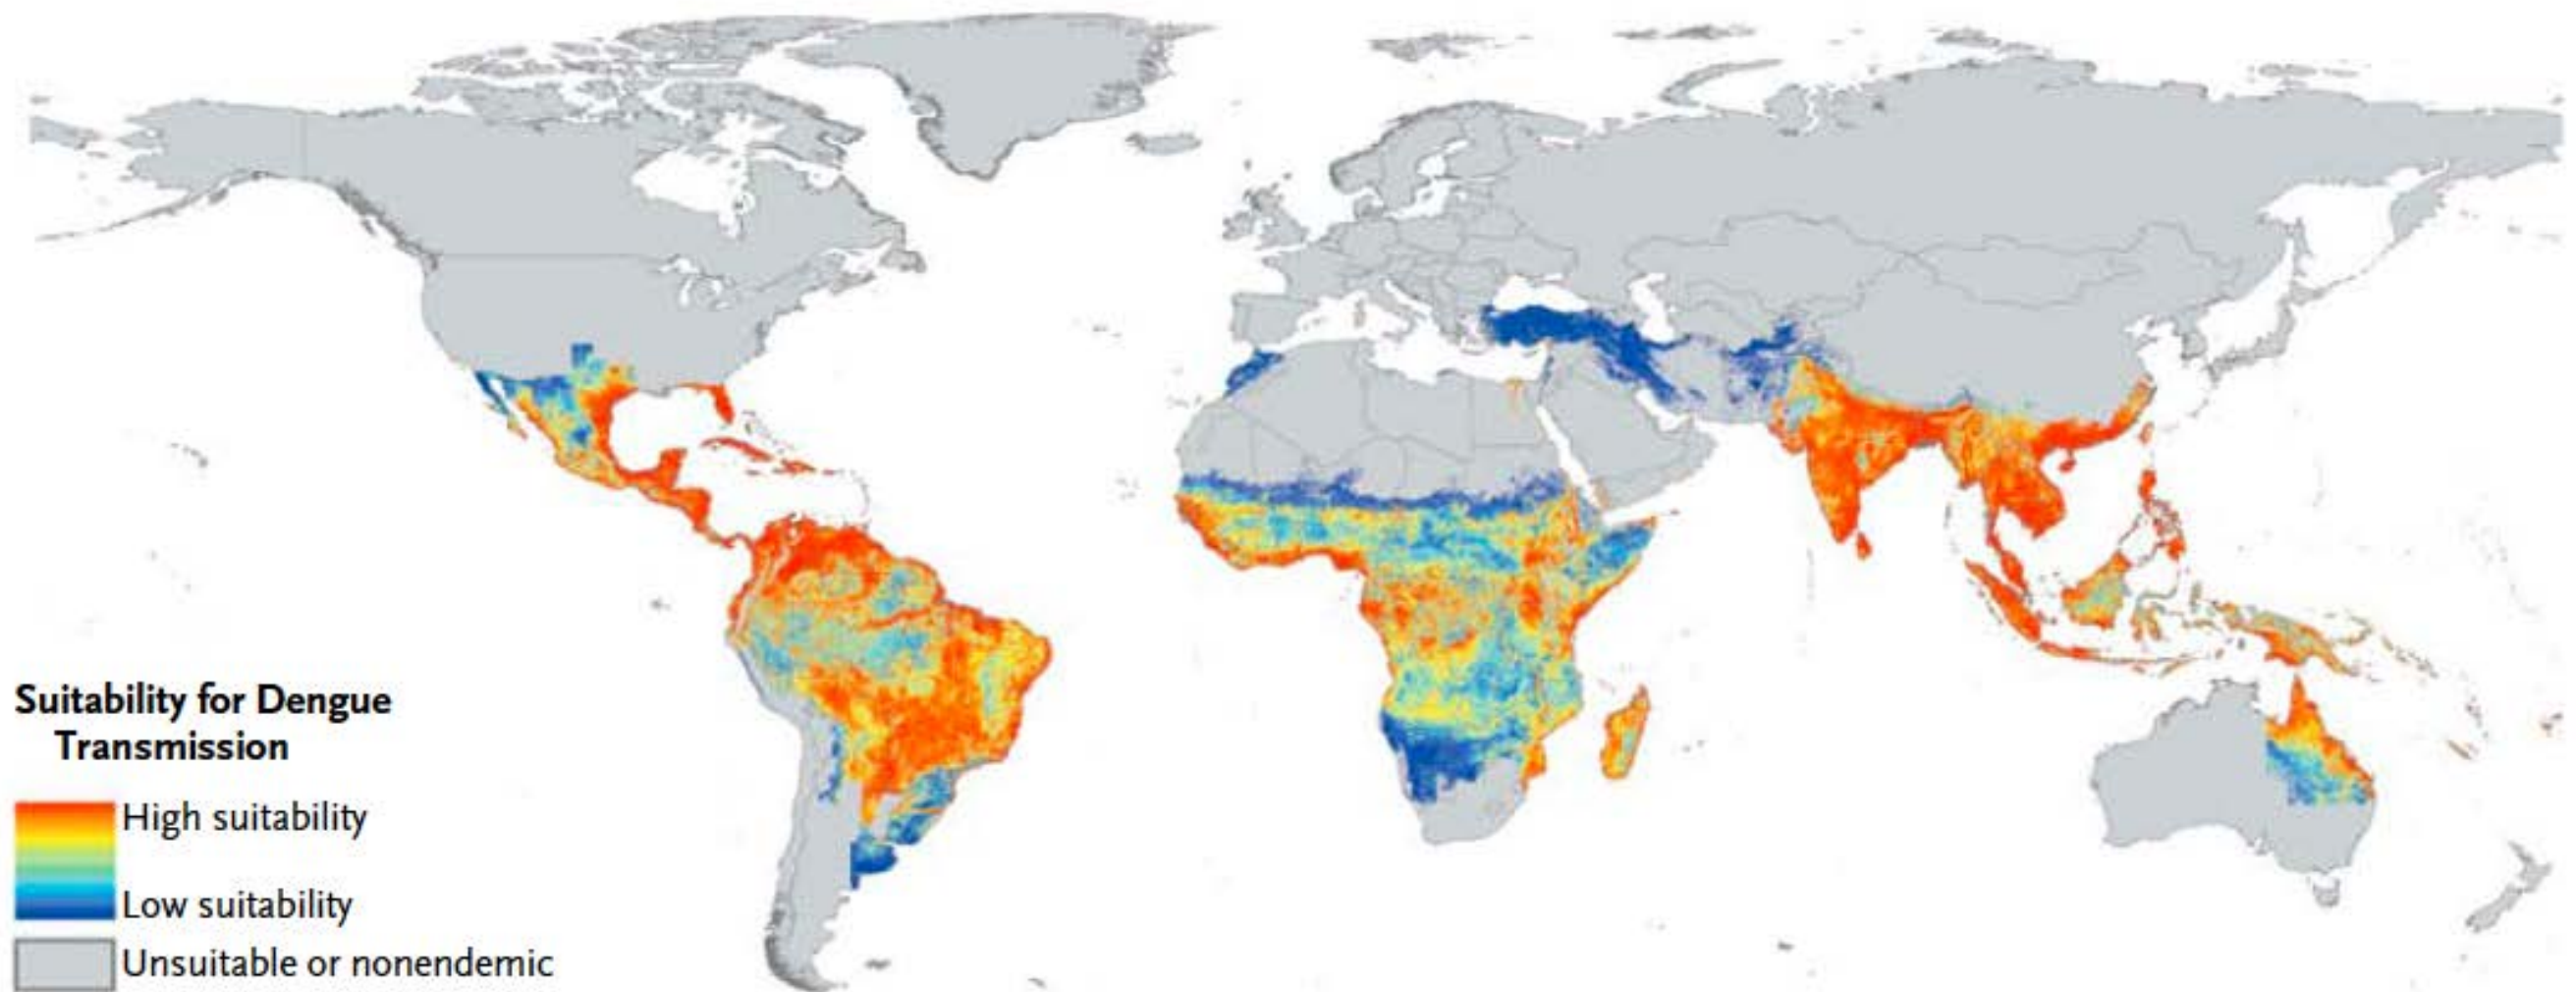 Suitability for Dengue
Transmission
High suitability
Low suitability
Unsuitable or nonendemic